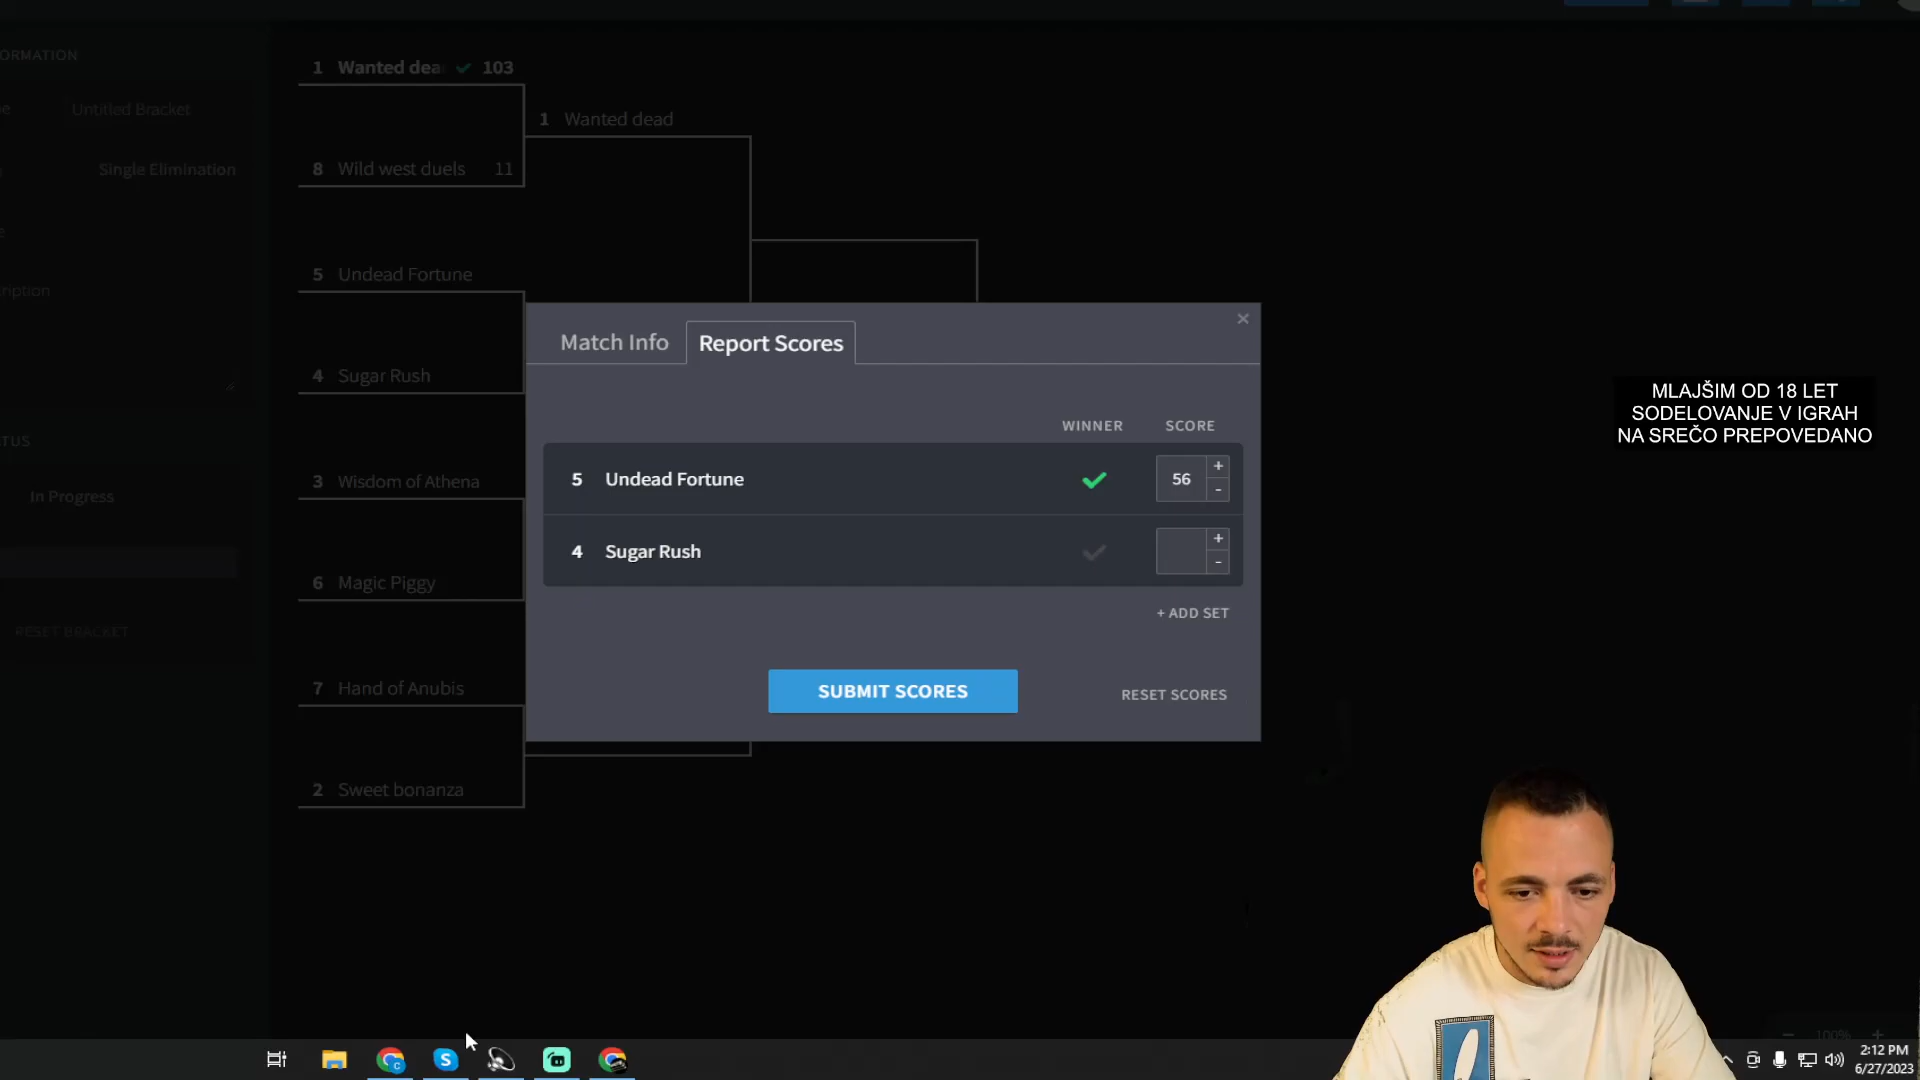 ORMATION
Untitled Bracket
Single Elimination
ription
TUS
In Progress
RESET BRACKET
1 Wanted dea 103
8 Wild west duels 11
1 Wanted dead
5 Undead Fortune
4 Sugar Rush
3 Wisdom of Athena
6 Magic Piggy
7 Hand of Anubis
2 Sweet bonanza
Match Info
Report Scores
×
WINNER SCORE
5 Undead Fortune 56 + -
4 Sugar Rush + -
+ ADD SET
SUBMIT SCORES
RESET SCORES
MLAJŠIM OD 18 LET
SODELOVANJE V IGRAH
NA SREČO PREPOVEDANO
- 100% +
2:12 PM
6/27/2023